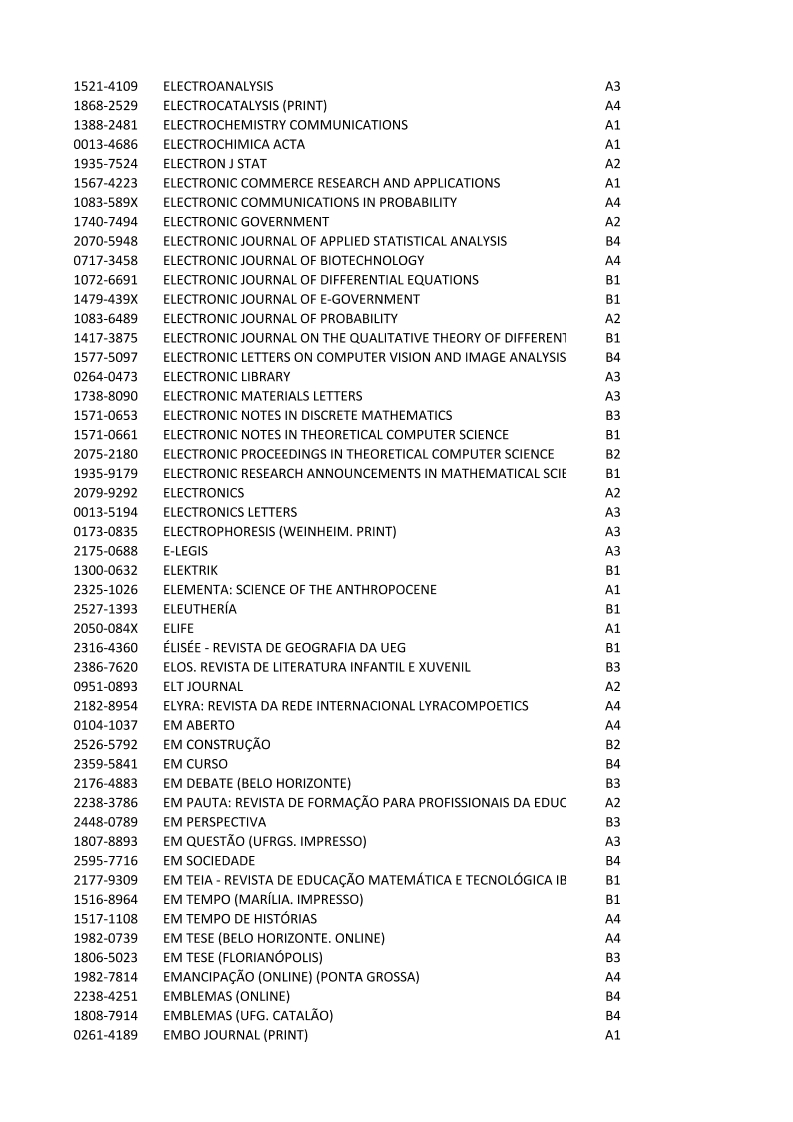 1521-4109 ELECTROANALYSIS A3
1868-2529 ELECTROCATALYSIS (PRINT) A4
1388-2481 ELECTROCHEMISTRY COMMUNICATIONS A1
0013-4686 ELECTROCHIMICA ACTA A1
1935-7524 ELECTRON J STAT A2
1567-4223 ELECTRONIC COMMERCE RESEARCH AND APPLICATIONS A1
1083-589X ELECTRONIC COMMUNICATIONS IN PROBABILITY A4
1740-7494 ELECTRONIC GOVERNMENT A2
2070-5948 ELECTRONIC JOURNAL OF APPLIED STATISTICAL ANALYSIS B4
0717-3458 ELECTRONIC JOURNAL OF BIOTECHNOLOGY A4
1072-6691 ELECTRONIC JOURNAL OF DIFFERENTIAL EQUATIONS B1
1479-439X ELECTRONIC JOURNAL OF E-GOVERNMENT B1
1083-6489 ELECTRONIC JOURNAL OF PROBABILITY A2
1417-3875 ELECTRONIC JOURNAL ON THE QUALITATIVE THEORY OF DIFFERENT B1
1577-5097 ELECTRONIC LETTERS ON COMPUTER VISION AND IMAGE ANALYSIS B4
0264-0473 ELECTRONIC LIBRARY A3
1738-8090 ELECTRONIC MATERIALS LETTERS A3
1571-0653 ELECTRONIC NOTES IN DISCRETE MATHEMATICS B3
1571-0661 ELECTRONIC NOTES IN THEORETICAL COMPUTER SCIENCE B1
2075-2180 ELECTRONIC PROCEEDINGS IN THEORETICAL COMPUTER SCIENCE B2
1935-9179 ELECTRONIC RESEARCH ANNOUNCEMENTS IN MATHEMATICAL SCIE B1
2079-9292 ELECTRONICS A2
0013-5194 ELECTRONICS LETTERS A3
0173-0835 ELECTROPHORESIS (WEINHEIM. PRINT) A3
2175-0688 E-LEGIS A3
1300-0632 ELEKTRIK B1
2325-1026 ELEMENTA: SCIENCE OF THE ANTHROPOCENE A1
2527-1393 ELEUTHERÍA B1
2050-084X ELIFE A1
2316-4360 ÉLISÉE - REVISTA DE GEOGRAFIA DA UEG B1
2386-7620 ELOS. REVISTA DE LITERATURA INFANTIL E XUVENIL B3
0951-0893 ELT JOURNAL A2
2182-8954 ELYRA: REVISTA DA REDE INTERNACIONAL LYRACOMPOETICS A4
0104-1037 EM ABERTO A4
2526-5792 EM CONSTRUÇÃO B2
2359-5841 EM CURSO B4
2176-4883 EM DEBATE (BELO HORIZONTE) B3
2238-3786 EM PAUTA: REVISTA DE FORMAÇÃO PARA PROFISSIONAIS DA EDUC A2
2448-0789 EM PERSPECTIVA B3
1807-8893 EM QUESTÃO (UFRGS. IMPRESSO) A3
2595-7716 EM SOCIEDADE B4
2177-9309 EM TEIA - REVISTA DE EDUCAÇÃO MATEMÁTICA E TECNOLÓGICA IB B1
1516-8964 EM TEMPO (MARÍLIA. IMPRESSO) B1
1517-1108 EM TEMPO DE HISTÓRIAS A4
1982-0739 EM TESE (BELO HORIZONTE. ONLINE) A4
1806-5023 EM TESE (FLORIANÓPOLIS) B3
1982-7814 EMANCIPAÇÃO (ONLINE) (PONTA GROSSA) A4
2238-4251 EMBLEMAS (ONLINE) B4
1808-7914 EMBLEMAS (UFG. CATALÃO) B4
0261-4189 EMBO JOURNAL (PRINT) A1